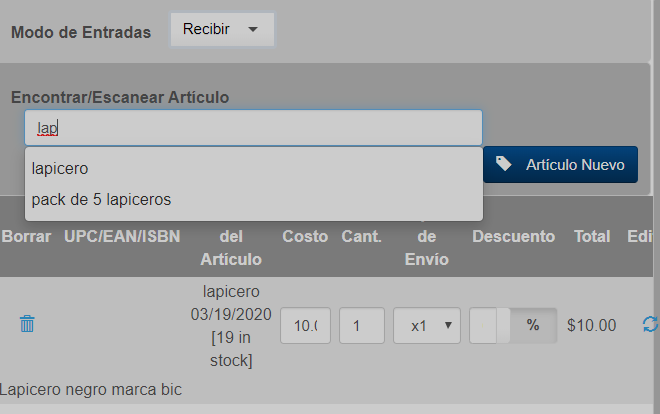 Modo de Entradas Recibir
Encontrar/Escanear Artículo
lap
lapicero
pack de 5 lapiceros
Artículo Nuevo
Borrar UPC/EAN/ISBN del Costo Cant. de Descuento Total Edi
Articulo Envío
lapicero
03/19/2020 10.0 1 x1 % $10.00
[19 in
stock]
Lapicero negro marca bic